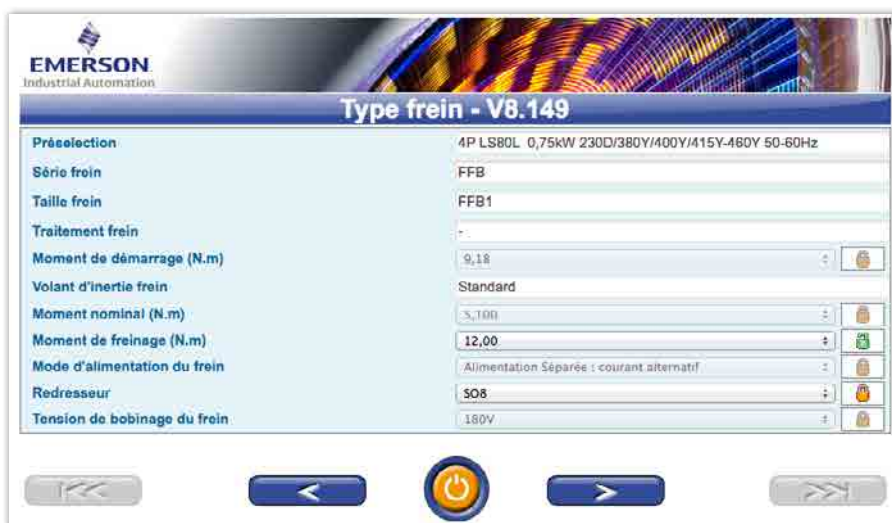 EMERSON
Industrial Automation
Type frein - V8.149
Préselection 4P LS80L 0,75kW 230D/380Y/400Y/415Y-460Y 50-60Hz
Série frein FFB
Taille frein FFB1
Traitement frein -
Moment de démarrage (N.m) 9,18
Volant d'inertie frein Standard
Moment nominal (N.m) 5,100
Moment de freinage (N.m) 12,00
Mode d'alimentation du frein Alimentation Séparée : courant alternatif
Redresseur SO8
Tension de bobinage du frein 180V